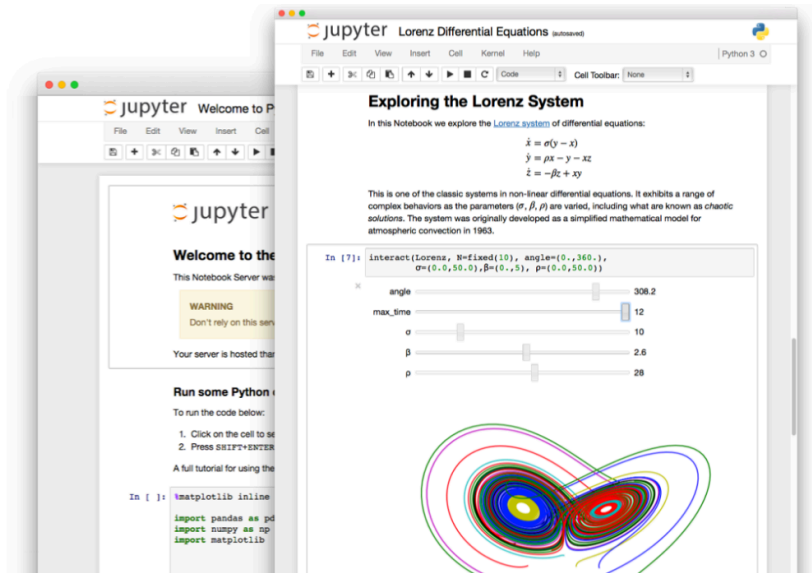 jupyter Lorenz Differential Equations (autosaved)
File Edit View Insert Cell Kernel Help Python 3
Code Cell Toolbar: None
Exploring the Lorenz System
In this Notebook we explore the Lorenz system of differential equations:
ẋ = σ(y − x)
ẏ = ρx − y − xz
ż = −βz + xy
This is one of the classic systems in non-linear differential equations. It exhibits a range of
complex behaviors as the parameters (σ, β, ρ) are varied, including what are known as chaotic
solutions. The system was originally developed as a simplified mathematical model for
atmospheric convection in 1963.
In [7]: interact(Lorenz, N=fixed(10), angle=(0.,360.),
σ=(0.0,50.0),β=(0.,5), ρ=(0.0,50.0))
angle 308.2
max_time 12
σ 10
β 2.6
ρ 28
jupyter Welcome to P
File Edit View Insert Cell
jupyter
Welcome to the
This Notebook Server was
WARNING
Don't rely on this serv
Your server is hosted than
Run some Python
To run the code below:
1. Click on the cell to se
2. Press SHIFT+ENTER
A full tutorial for using the
In [ ]: %matplotlib inline
import pandas as pd
import numpy as np
import matplotlib